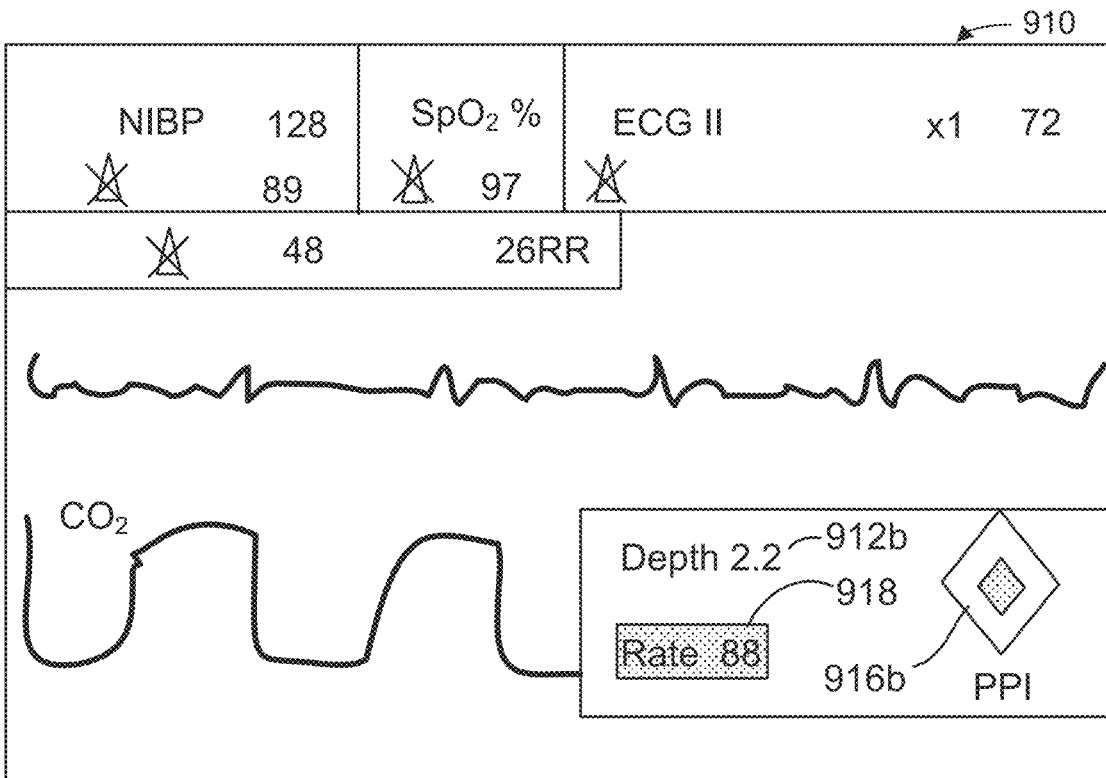 910
NIBP 128 SpO₂ % ECG II x1 72
89 97
48 26RR
CO₂
Depth 2.2 912b
918
Rate 88
916b
PPI